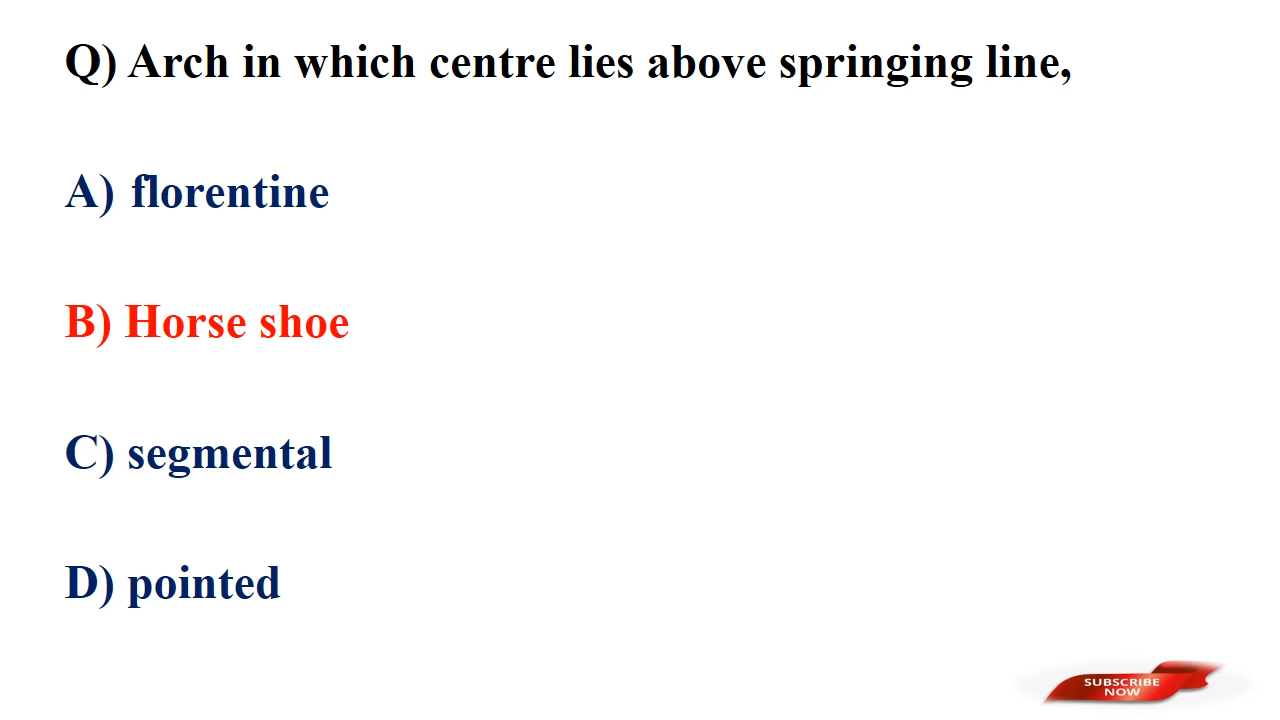 Q) Arch in which centre lies above springing line,
A) florentine
B) Horse shoe
C) segmental
D) pointed
SUBSCRIBE
NOW